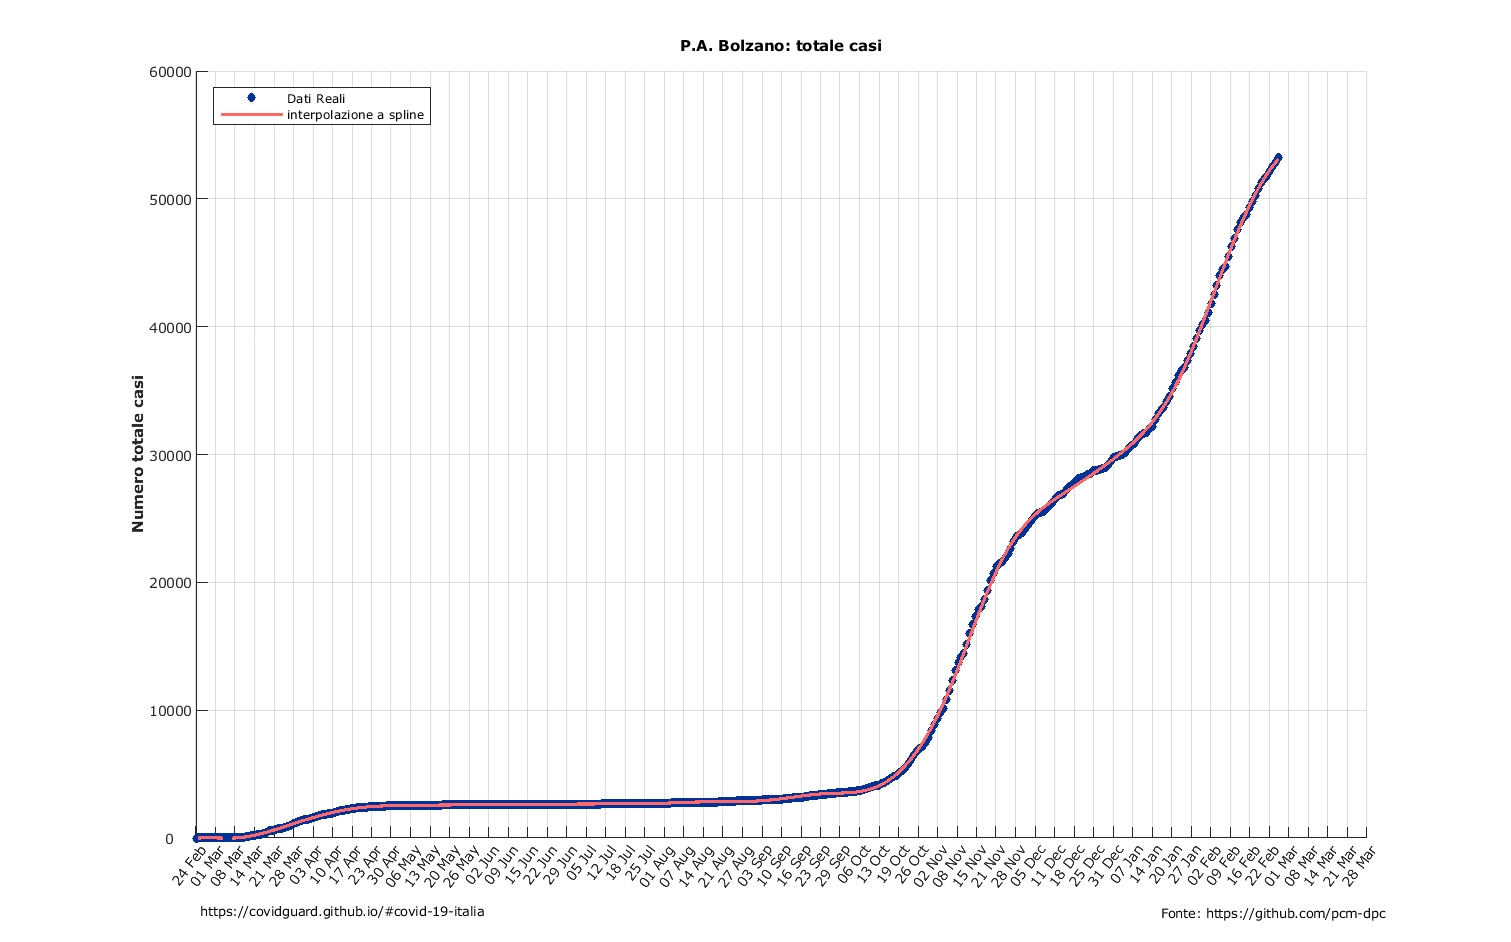 P.A. Bolzano: totale casi
60000
50000
40000
30000
20000
10000
0
Numero totale casi
Dati Reali
interpolazione a spline
24 Feb
01 Mar
08 Mar
14 Mar
21 Mar
28 Mar
03 Apr
10 Apr
17 Apr
23 Apr
30 Apr
06 May
13 May
20 May
26 May
02 Jun
09 Jun
15 Jun
22 Jun
29 Jun
05 Jul
12 Jul
18 Jul
25 Jul
01 Aug
07 Aug
14 Aug
21 Aug
27 Aug
03 Sep
10 Sep
16 Sep
23 Sep
29 Sep
06 Oct
13 Oct
19 Oct
26 Oct
02 Nov
08 Nov
15 Nov
21 Nov
28 Nov
05 Dec
11 Dec
18 Dec
25 Dec
31 Dec
07 Jan
14 Jan
20 Jan
27 Jan
02 Feb
09 Feb
16 Feb
22 Feb
01 Mar
08 Mar
14 Mar
21 Mar
28 Mar
https://covidguard.github.io/#covid-19-italia
Fonte: https://github.com/pcm-dpc